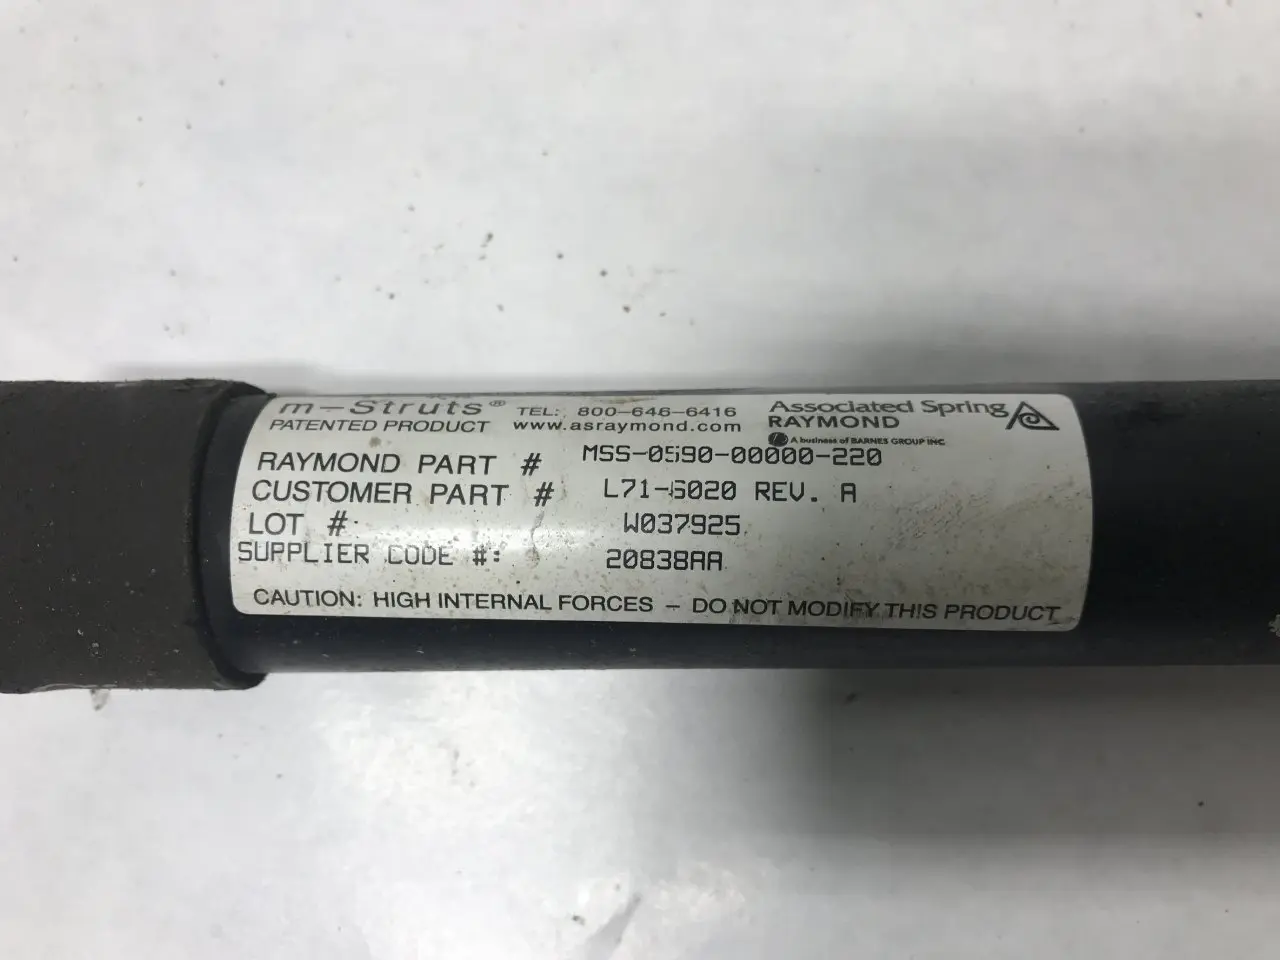 m-Struts® TEL: 800-646-6416 Associated Spring
PATENTED PRODUCT www.asraymond.com RAYMOND
A business of BARNES GROUP INC.
RAYMOND PART # MSS-0590-00000-220
CUSTOMER PART # L71-6020 REV. A
LOT #: W037925
SUPPLIER CODE #: 20838AA
CAUTION: HIGH INTERNAL FORCES – DO NOT MODIFY THIS PRODUCT